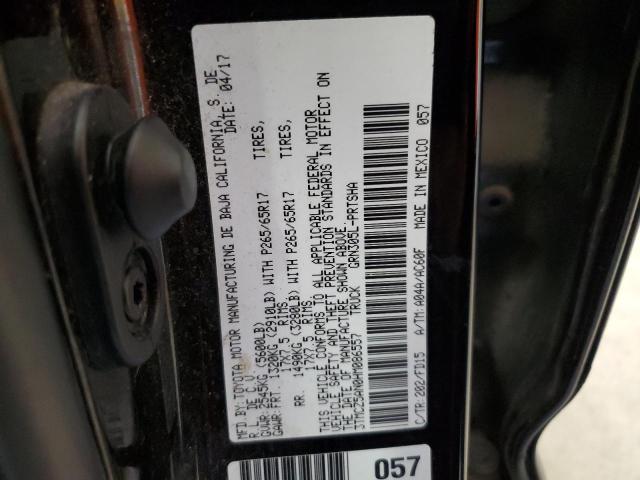 MFD. BY: TOYOTA MOTOR MANUFACTURING DE BAJA CALIFORNIA, S. DE
R. L. DE C. V. DATE: 04/17
GVWR: 2545KG (5600LB)
GAWR: FRT. 1320KG (2910LB) WITH P265/65R17 TIRES,
17X7.5 RIMS.
RR. 1490KG (3280LB) WITH P265/65R17 TIRES,
17X7.5 RIMS.
THIS VEHICLE CONFORMS TO ALL APPLICABLE FEDERAL MOTOR
VEHICLE SAFETY AND THEFT PREVENTION STANDARDS IN EFFECT ON
THE DATE OF MANUFACTURE SHOWN ABOVE.
3TMCZ5AN0HM086557 TRUCK GRN305L-PRTSHA
C/TR:202/FD15 A/TM:A04A/AC60F MADE IN MEXICO 057
057